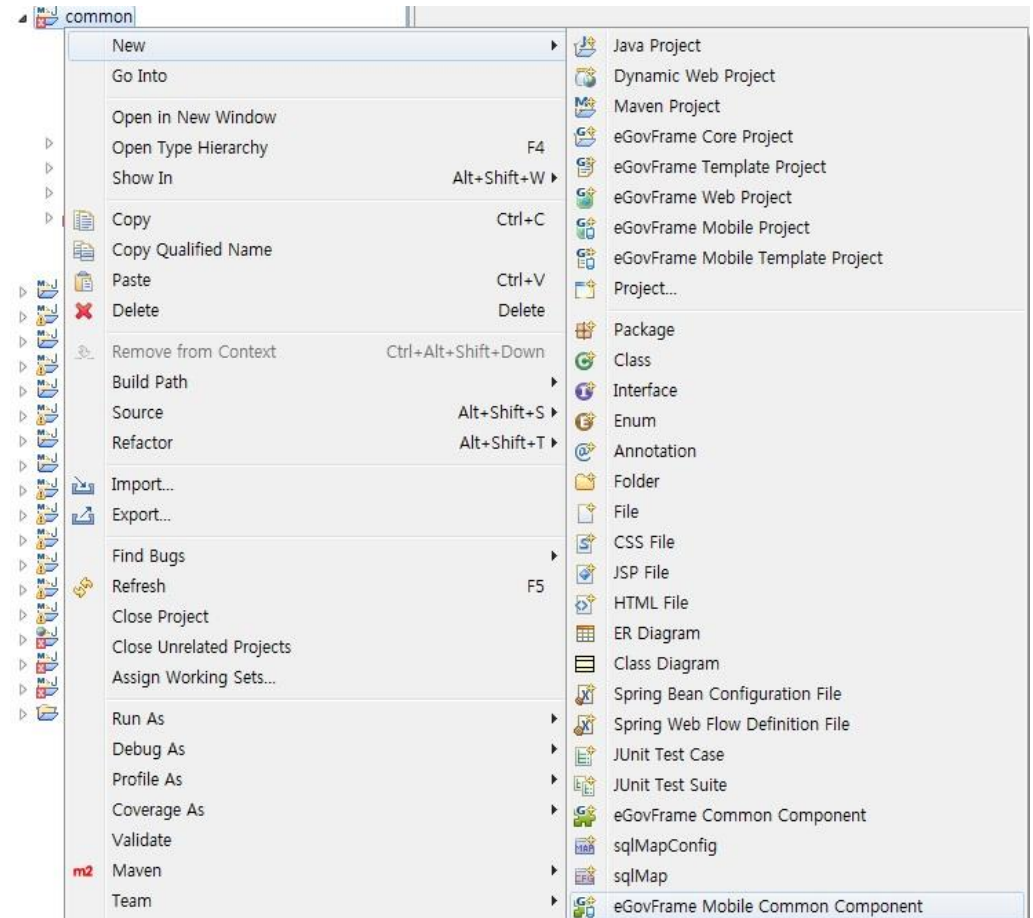 common
New
Go Into
Open in New Window
Open Type Hierarchy F4
Show In Alt+Shift+W
Copy Ctrl+C
Copy Qualified Name
Paste Ctrl+V
Delete Delete
Remove from Context Ctrl+Alt+Shift+Down
Build Path
Source Alt+Shift+S
Refactor Alt+Shift+T
Import...
Export...
Find Bugs
Refresh F5
Close Project
Close Unrelated Projects
Assign Working Sets...
Run As
Debug As
Profile As
Coverage As
Validate
m2 Maven
Team
Java Project
Dynamic Web Project
Maven Project
eGovFrame Core Project
eGovFrame Template Project
eGovFrame Web Project
eGovFrame Mobile Project
eGovFrame Mobile Template Project
Project...
Package
Class
Interface
Enum
Annotation
Folder
File
CSS File
JSP File
HTML File
ER Diagram
Class Diagram
Spring Bean Configuration File
Spring Web Flow Definition File
JUnit Test Case
JUnit Test Suite
eGovFrame Common Component
sqlMapConfig
sqlMap
eGovFrame Mobile Common Component